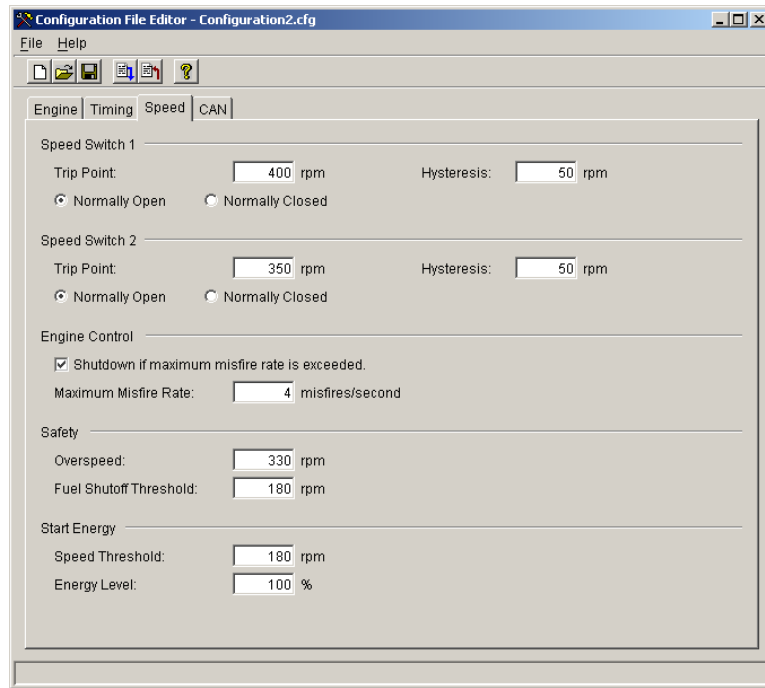 Configuration File Editor - Configuration2.cfg
File Help
Engine Timing Speed CAN
Speed Switch 1
Trip Point: 400 rpm Hysteresis: 50 rpm
Normally Open Normally Closed
Speed Switch 2
Trip Point: 350 rpm Hysteresis: 50 rpm
Normally Open Normally Closed
Engine Control
Shutdown if maximum misfire rate is exceeded.
Maximum Misfire Rate: 4 misfires/second
Safety
Overspeed: 330 rpm
Fuel Shutoff Threshold: 180 rpm
Start Energy
Speed Threshold: 180 rpm
Energy Level: 100 %